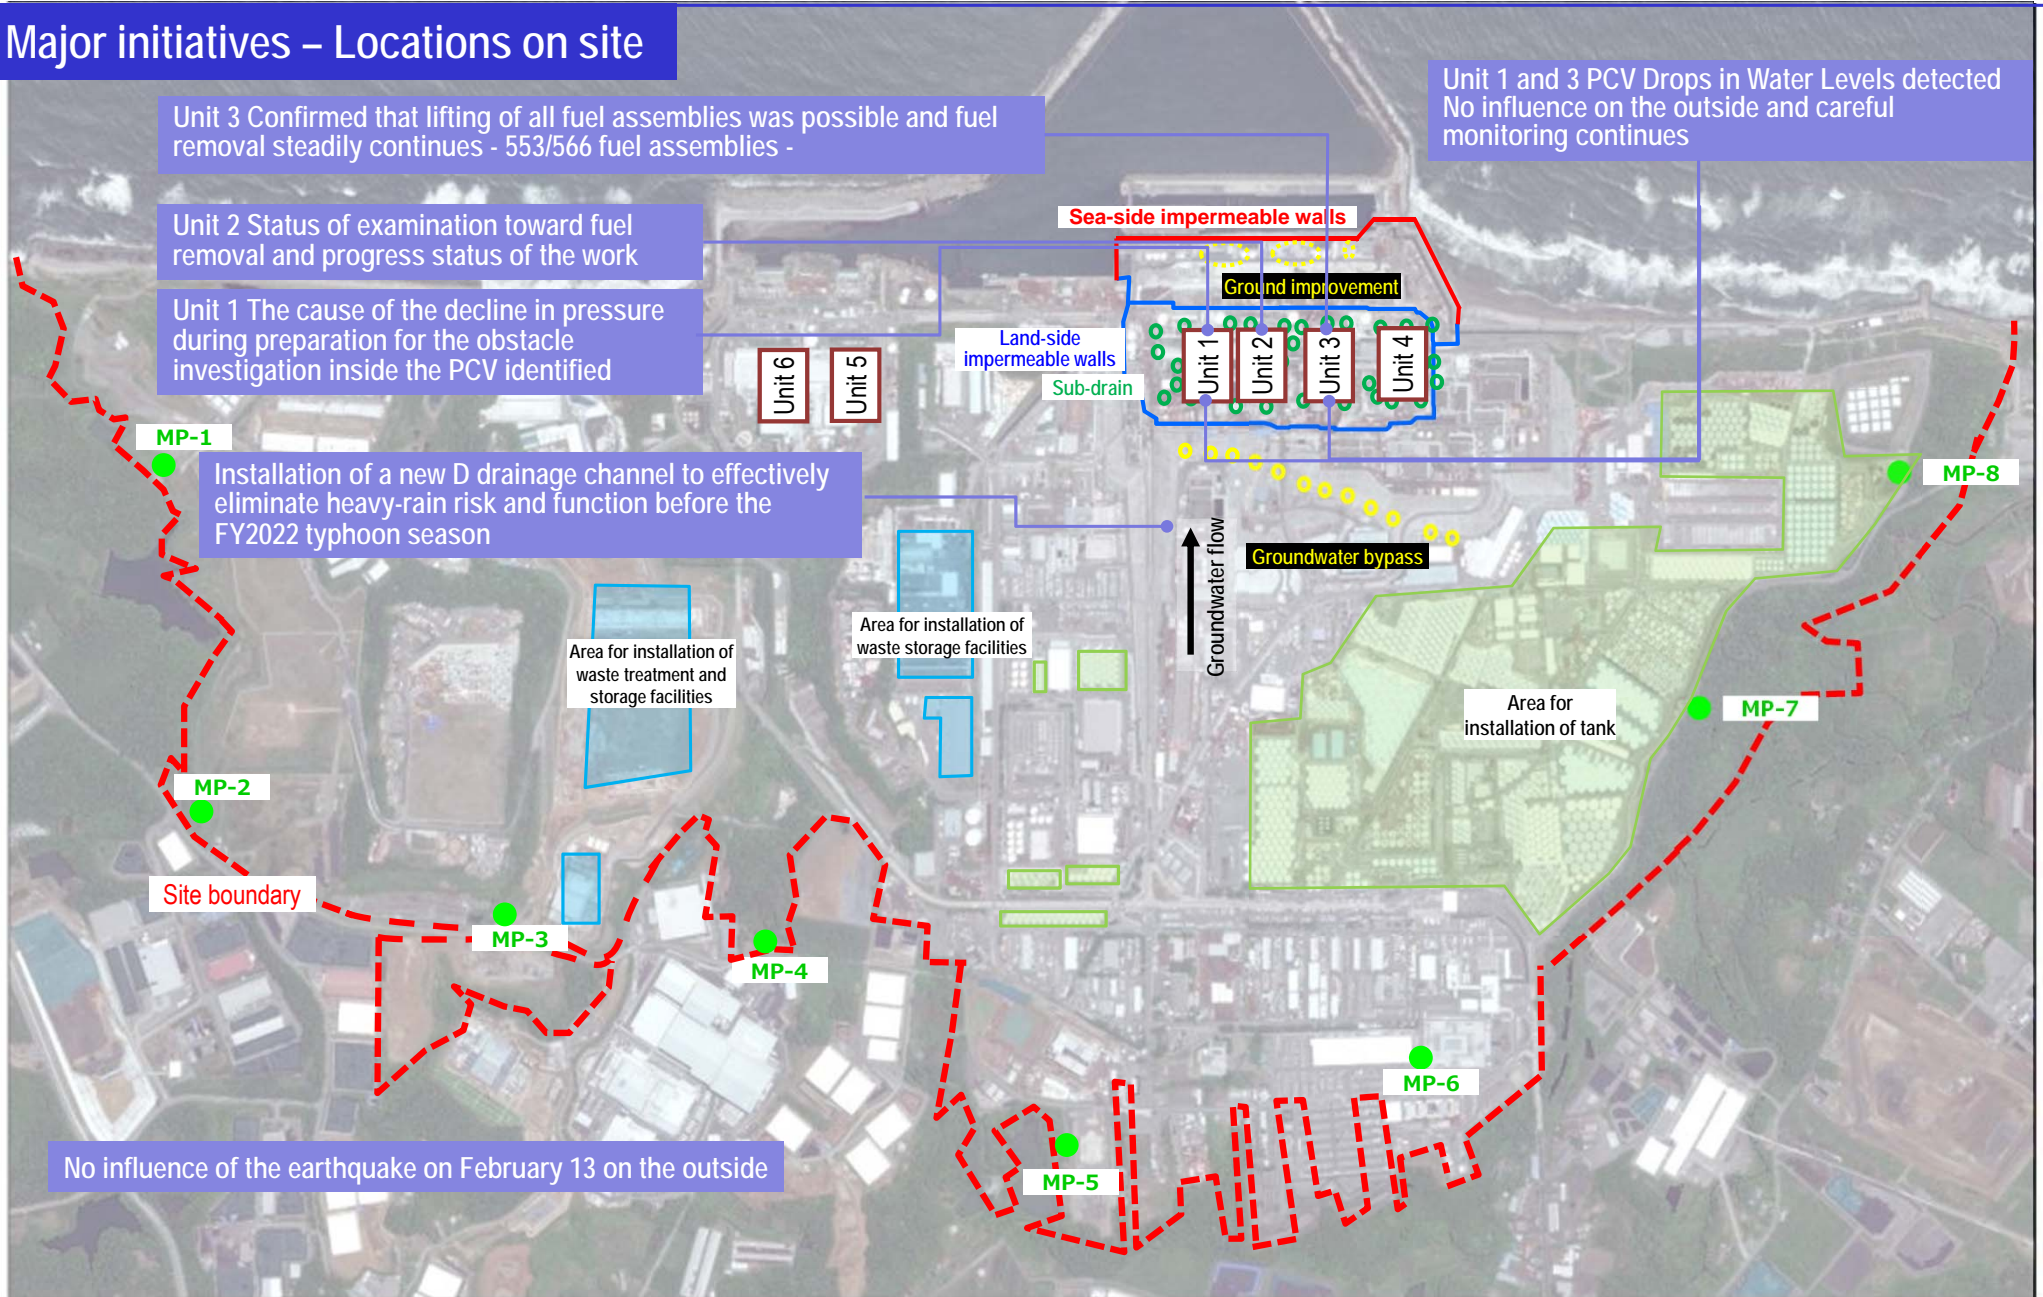 Major initiatives – Locations on site
Unit 1 and 3 PCV Drops in Water Levels detected
No influence on the outside and careful
monitoring continues
Unit 3 Confirmed that lifting of all fuel assemblies was possible and fuel
removal steadily continues - 553/566 fuel assemblies -
Unit 2 Status of examination toward fuel
removal and progress status of the work
Unit 1 The cause of the decline in pressure
during preparation for the obstacle
investigation inside the PCV identified
Sea-side impermeable walls
Ground improvement
Land-side
impermeable walls
Sub-drain
Unit 6
Unit 5
Unit 1
Unit 2
Unit 3
Unit 4
MP-1
MP-8
Installation of a new D drainage channel to effectively
eliminate heavy-rain risk and function before the
FY2022 typhoon season
Groundwater flow
Groundwater bypass
Area for installation of
waste treatment and
storage facilities
Area for installation of
waste storage facilities
Area for
installation of tank
MP-7
MP-2
Site boundary
MP-3
MP-4
MP-6
MP-5
No influence of the earthquake on February 13 on the outside